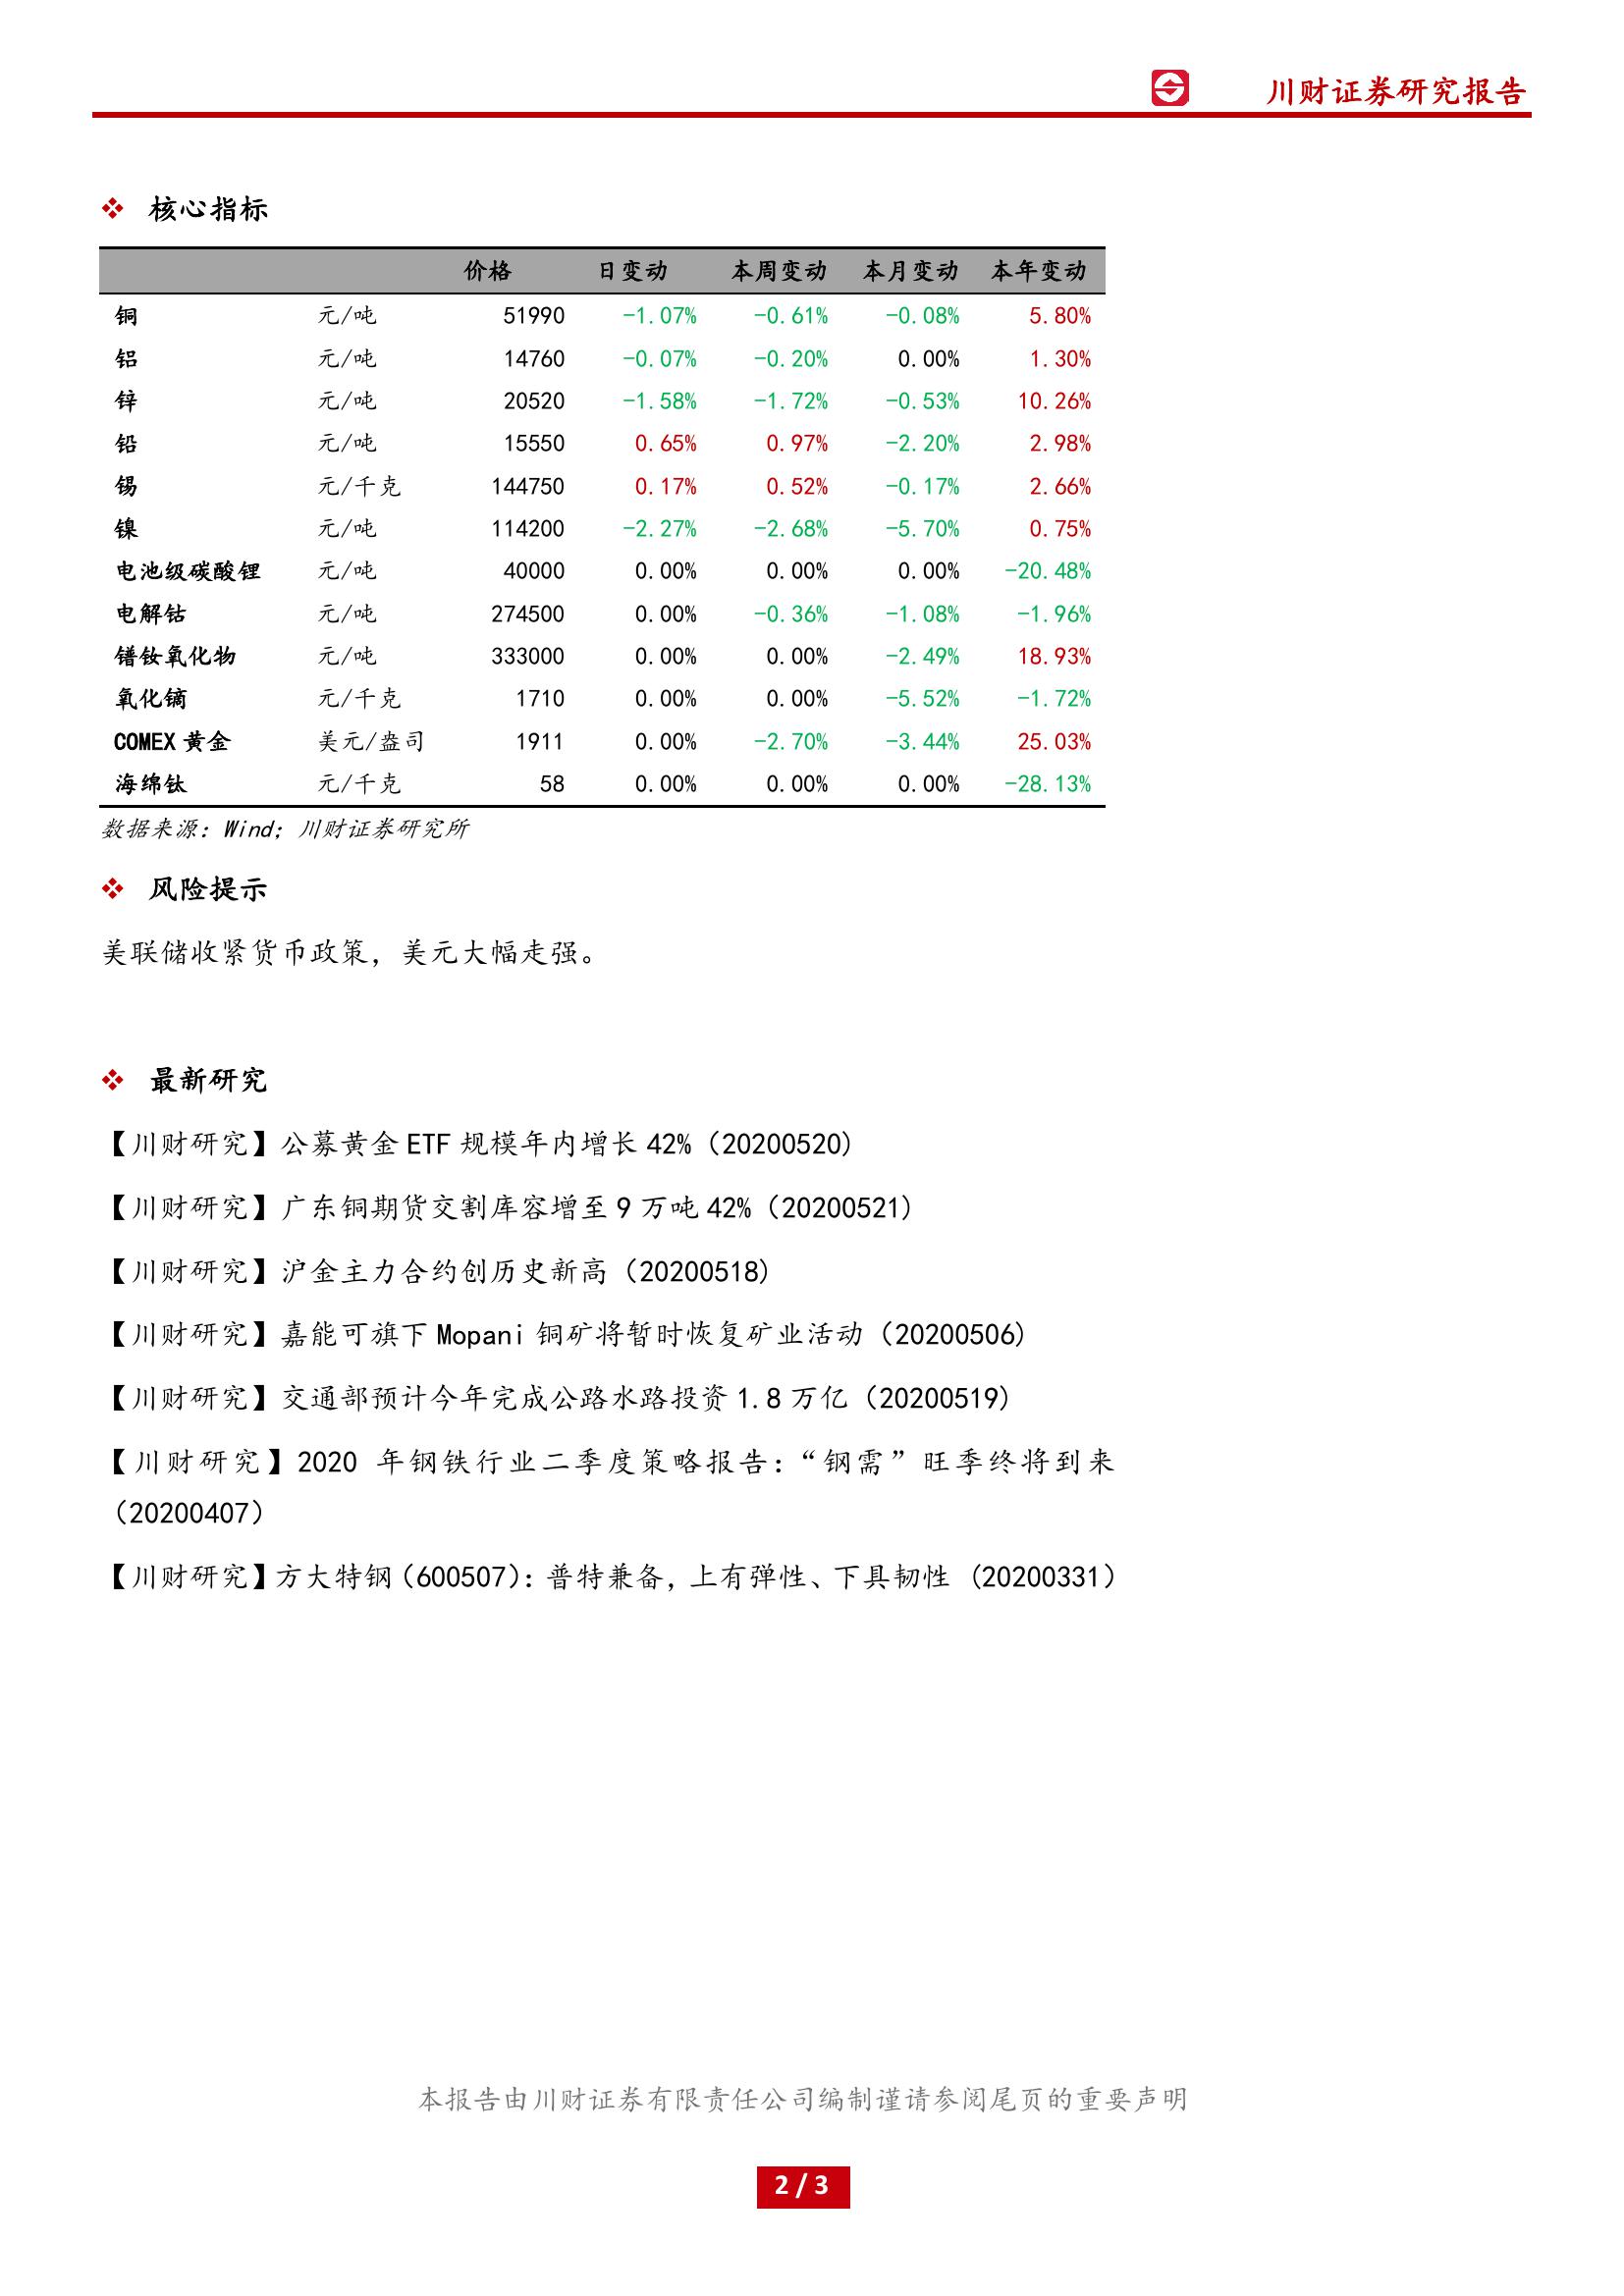 川财证券研究报告
核心指标
价格 日变动 本周变动 本月变动 本年变动
铜 元/吨 51990 -1.07% -0.61% -0.08% 5.80%
铝 元/吨 14760 -0.07% -0.20% 0.00% 1.30%
锌 元/吨 20520 -1.58% -1.72% -0.53% 10.26%
铅 元/吨 15550 0.65% 0.97% -2.20% 2.98%
锡 元/千克 144750 0.17% 0.52% -0.17% 2.66%
镍 元/吨 114200 -2.27% -2.68% -5.70% 0.75%
电池级碳酸锂 元/吨 40000 0.00% 0.00% 0.00% -20.48%
电解钴 元/吨 274500 0.00% -0.36% -1.08% -1.96%
镨钕氧化物 元/吨 333000 0.00% 0.00% -2.49% 18.93%
氧化镝 元/千克 1710 0.00% 0.00% -5.52% -1.72%
COMEX 黄金 美元/盎司 1911 0.00% -2.70% -3.44% 25.03%
海绵钛 元/千克 58 0.00% 0.00% 0.00% -28.13%
数据来源：Wind；川财证券研究所
风险提示
美联储收紧货币政策，美元大幅走强。
最新研究
【川财研究】公募黄金 ETF 规模年内增长 42%（20200520）
【川财研究】广东铜期货交割库容增至 9 万吨 42%（20200521）
【川财研究】沪金主力合约创历史新高（20200518）
【川财研究】嘉能可旗下 Mopani 铜矿将暂时恢复矿业活动（20200506）
【川财研究】交通部预计今年完成公路水路投资 1.8 万亿（20200519）
【川财研究】2020 年钢铁行业二季度策略报告：“钢需”旺季终将到来
（20200407）
【川财研究】方大特钢（600507）：普特兼备，上有弹性、下具韧性 (20200331）
本报告由川财证券有限责任公司编制谨请参阅尾页的重要声明
2 / 3